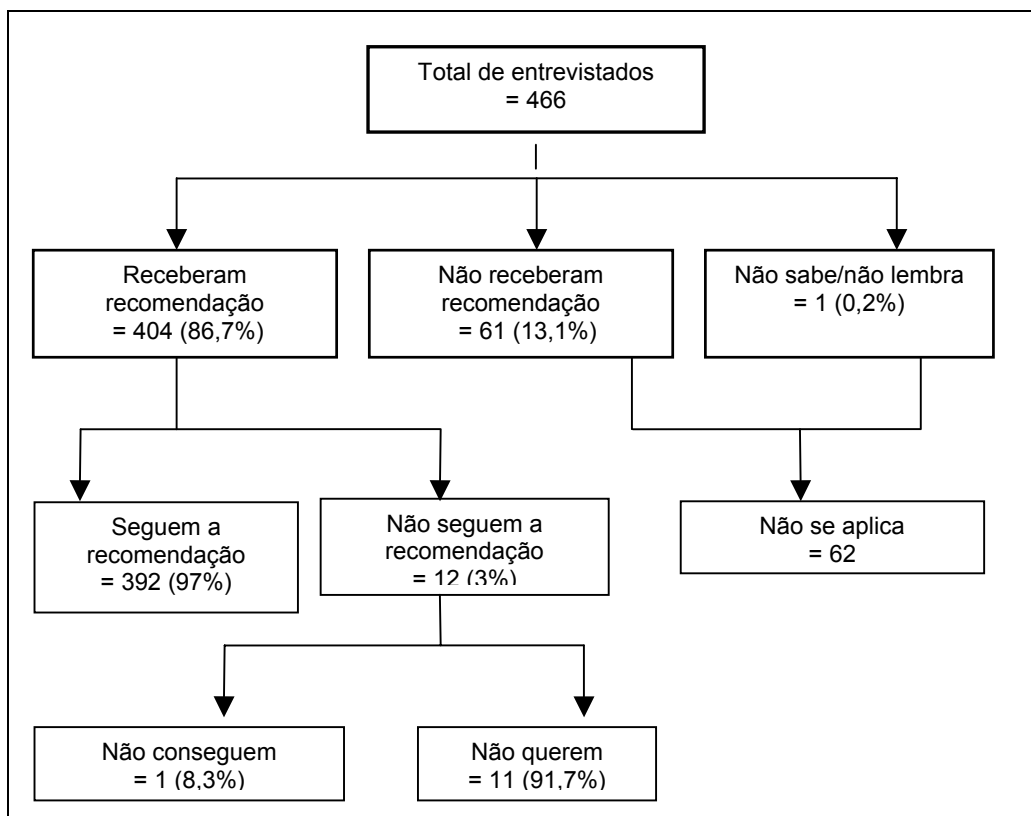 Total de entrevistados
= 466
Receberam
recomendação
= 404 (86,7%)
Não receberam
recomendação
= 61 (13,1%)
Não sabe/não lembra
= 1 (0,2%)
Seguem a
recomendação
= 392 (97%)
Não seguem a
recomendação
= 12 (3%)
Não se aplica
= 62
Não conseguem
= 1 (8,3%)
Não querem
= 11 (91,7%)